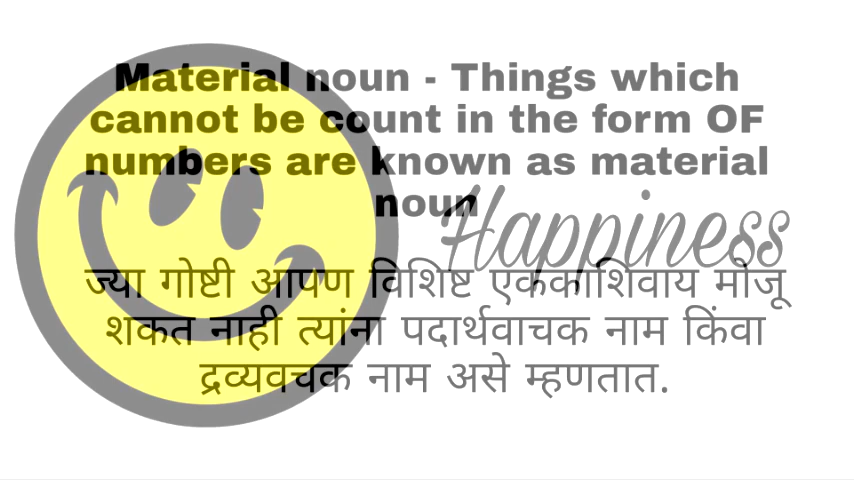 Material noun - Things which
cannot be count in the form OF
numbers are known as material
noun
Happiness
ज्या गोष्टी आपण विशिष्ट एककाशिवाय मोजू
शकत नाही त्यांना पदार्थवाचक नाम किंवा
द्रव्यवचक नाम असे म्हणतात.